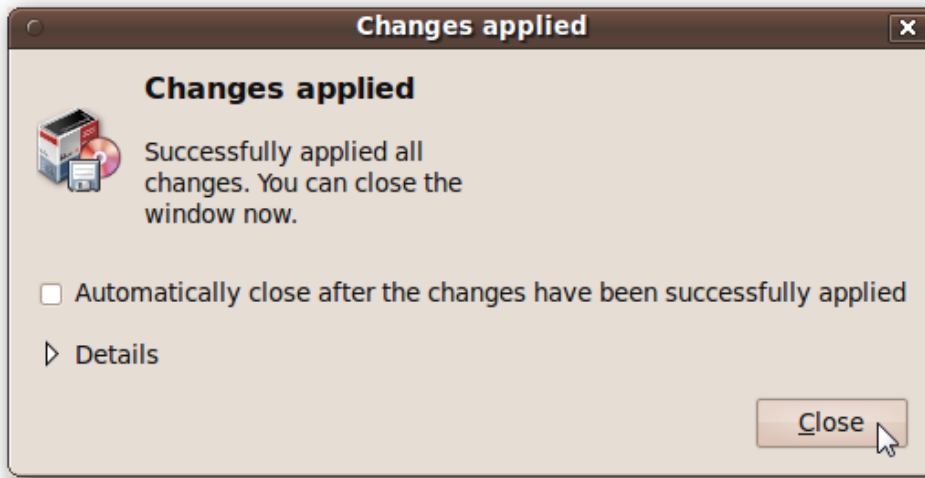 Changes applied
Changes applied
Successfully applied all
changes. You can close the
window now.
Automatically close after the changes have been successfully applied
Details
Close